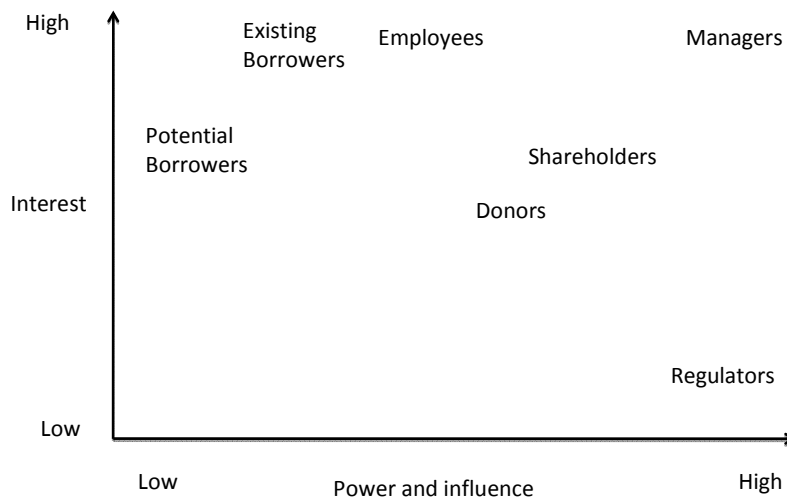 High
Existing
Borrowers
Employees
Managers
Potential
Borrowers
Shareholders
Interest
Donors
Regulators
Low
Low
Power and influence
High